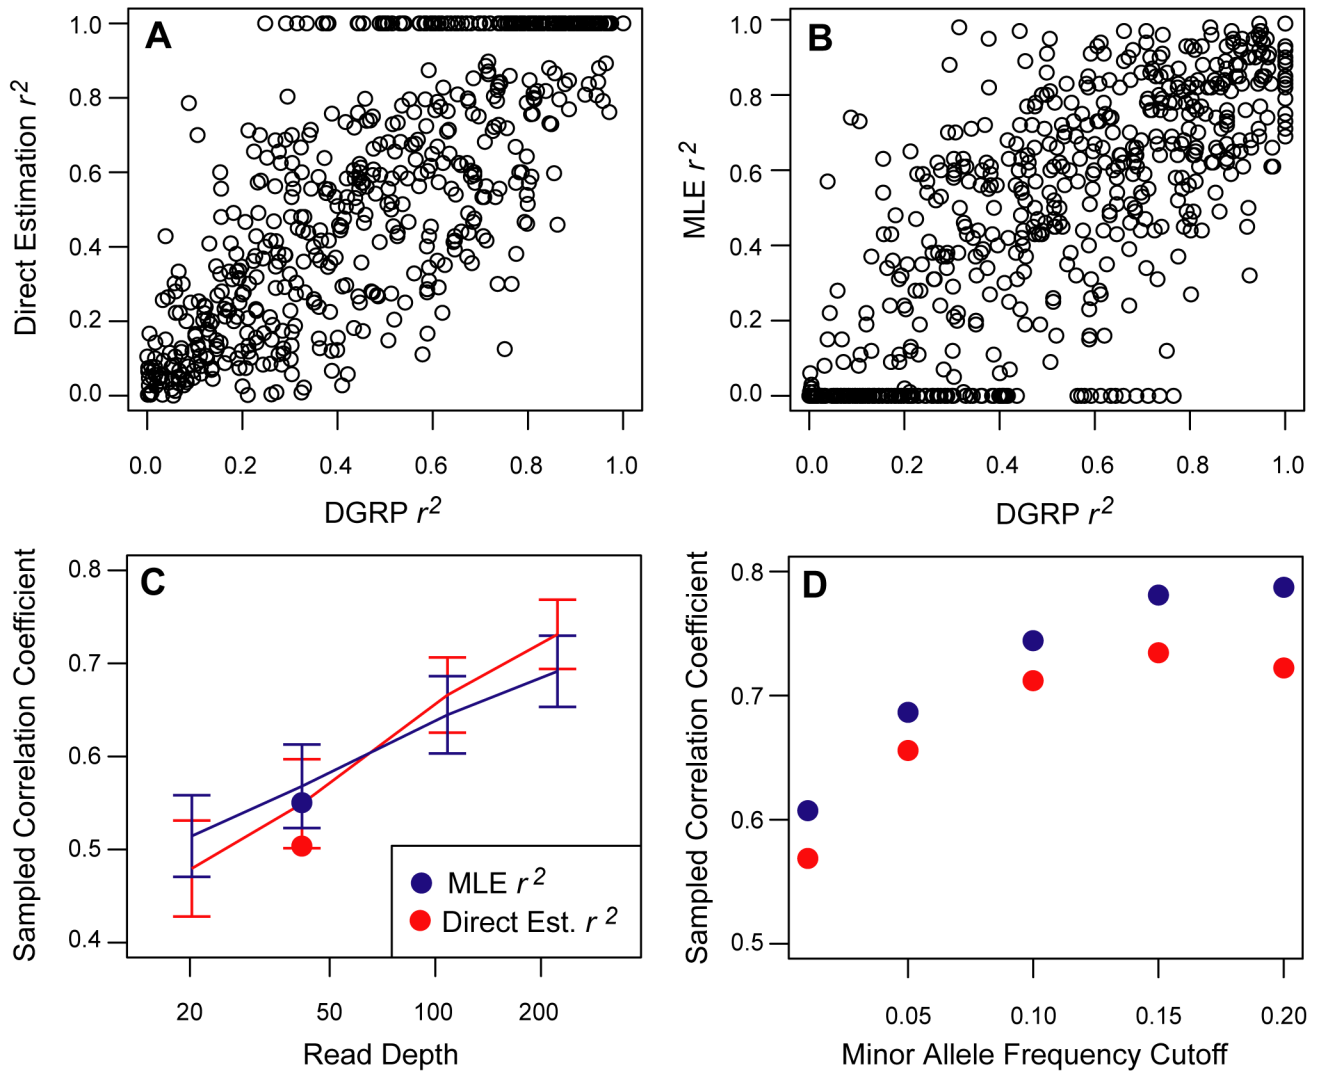 A
1.0
0.8
0.6
0.4
0.2
0.0
Direct Estimation r²
0.0 0.2 0.4 0.6 0.8 1.0
DGRP r²
B
1.0
0.8
0.6
0.4
0.2
0.0
MLE r²
0.0 0.2 0.4 0.6 0.8 1.0
DGRP r²
C
0.8
0.7
0.6
0.5
0.4
Sampled Correlation Coefficient
MLE r²
Direct Est. r²
20 50 100 200
Read Depth
D
0.8
0.7
0.6
0.5
Sampled Correlation Coefficient
0.05 0.10 0.15 0.20
Minor Allele Frequency Cutoff